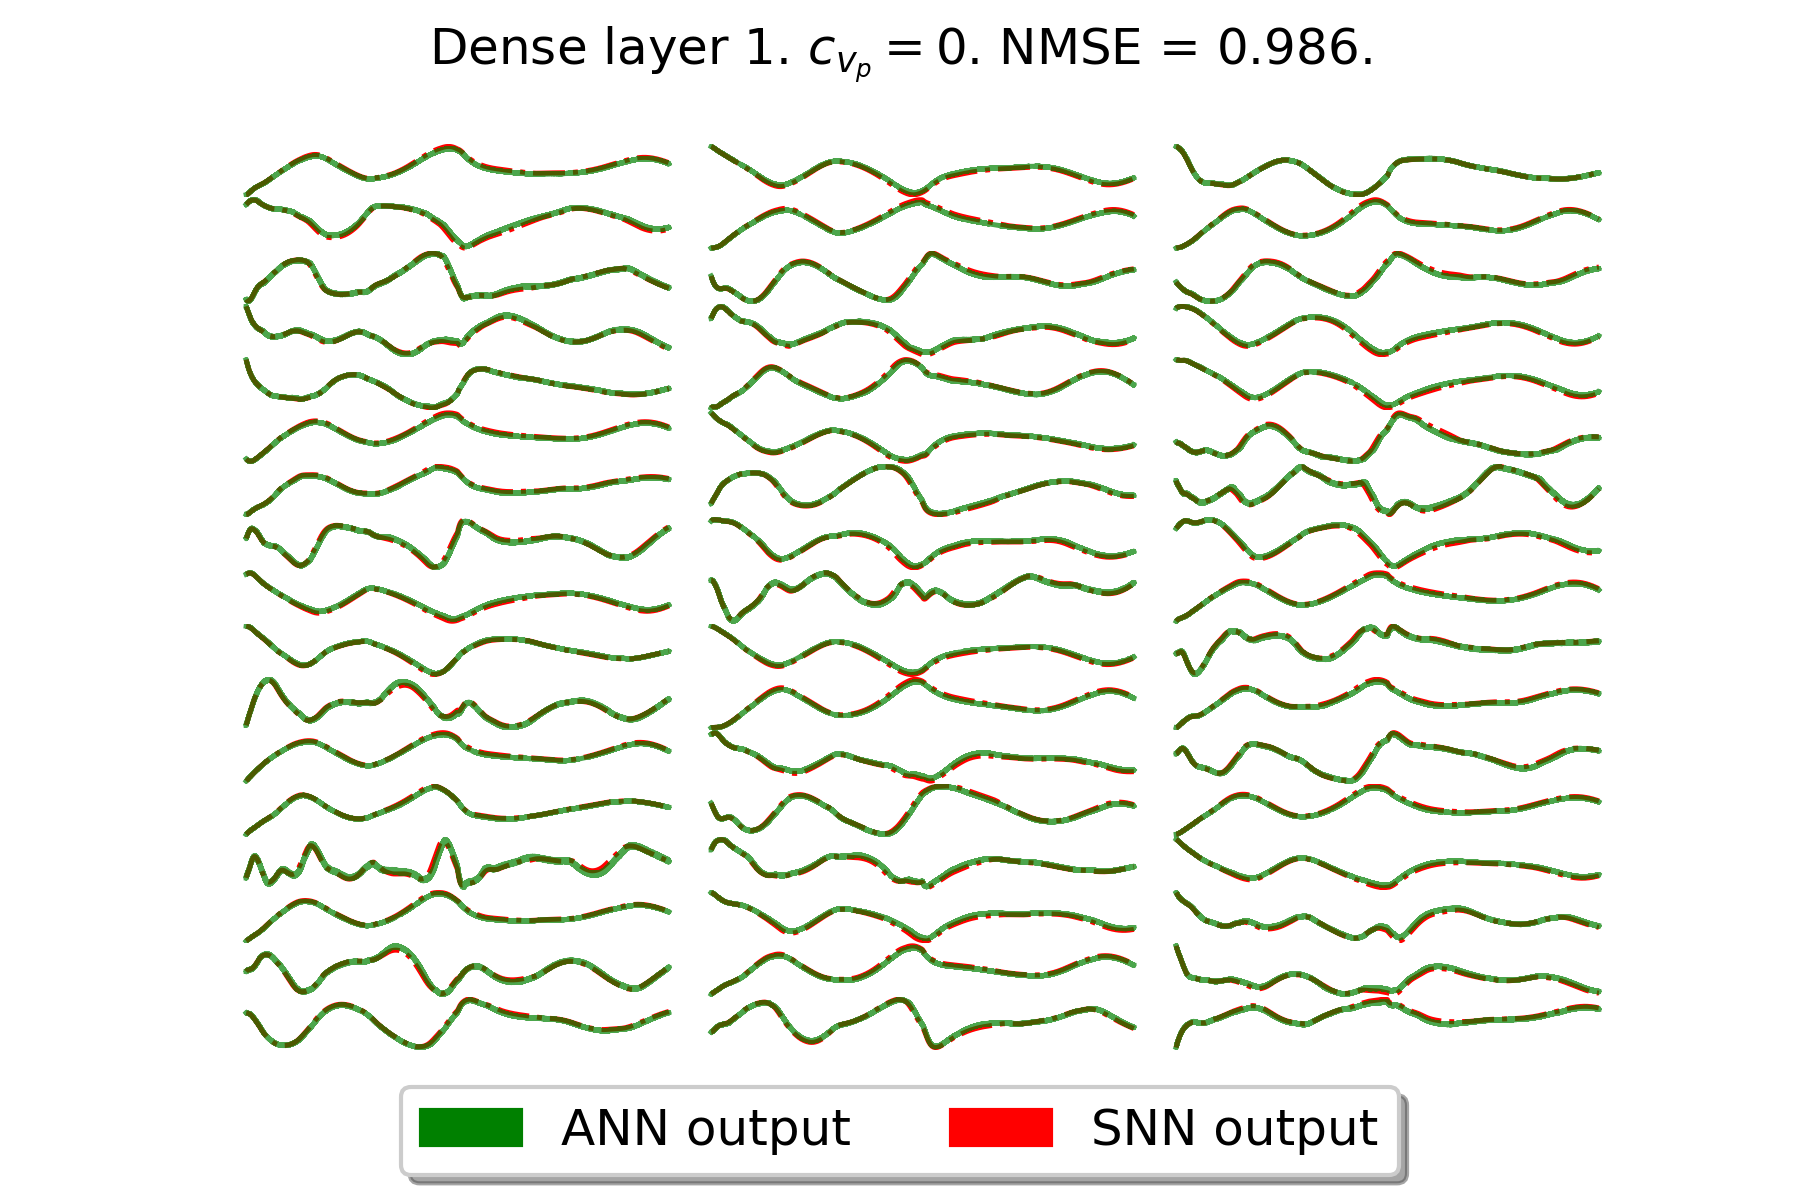 Dense layer 1. $c_{v_p} = 0$. NMSE = 0.986.
ANN output
SNN output